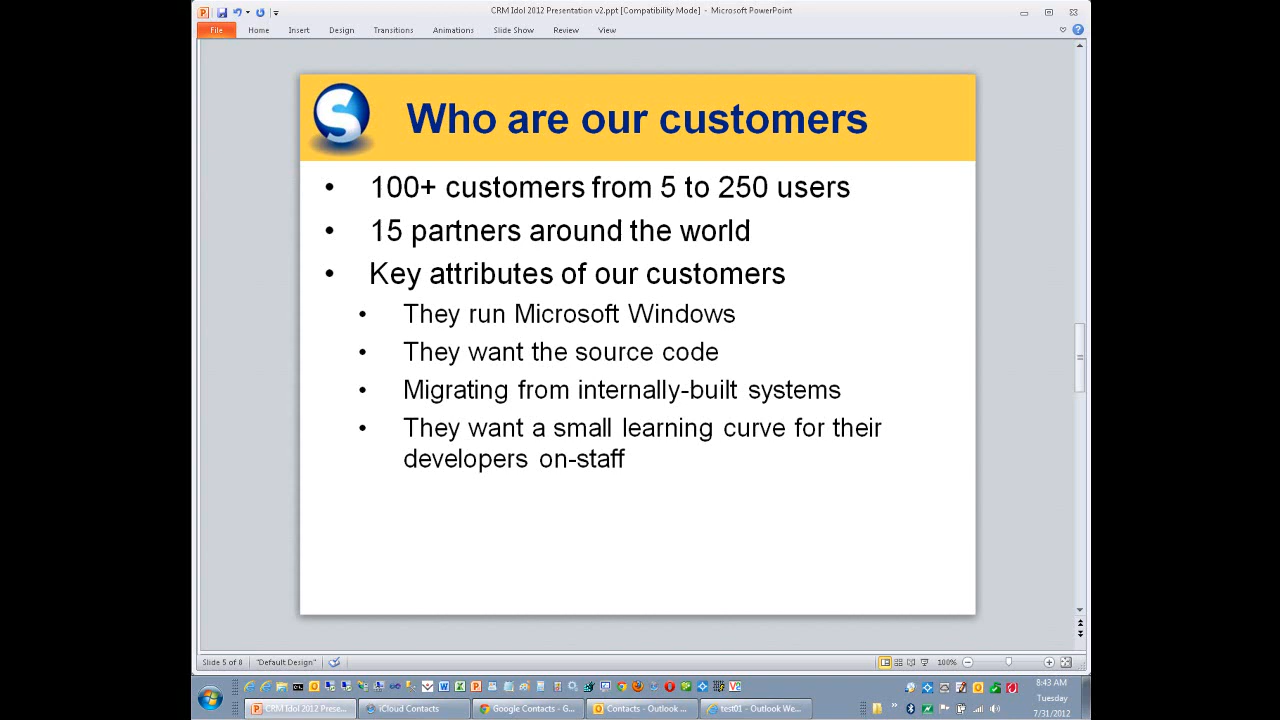 CRM Idol 2012 Presentation v2.ppt [Compatibility Mode] - Microsoft PowerPoint
File Home Insert Design Transitions Animations Slide Show Review View
S Who are our customers
• 100+ customers from 5 to 250 users
• 15 partners around the world
• Key attributes of our customers
• They run Microsoft Windows
• They want the source code
• Migrating from internally-built systems
• They want a small learning curve for their
developers on-staff
Slide 5 of 8 "Default Design" 100%
8:43 AM
Tuesday
7/31/2012
CRM Idol 2012 Prese... iCloud Contacts Google Contacts - G... Contacts - Outlook ... test01 - Outlook We...